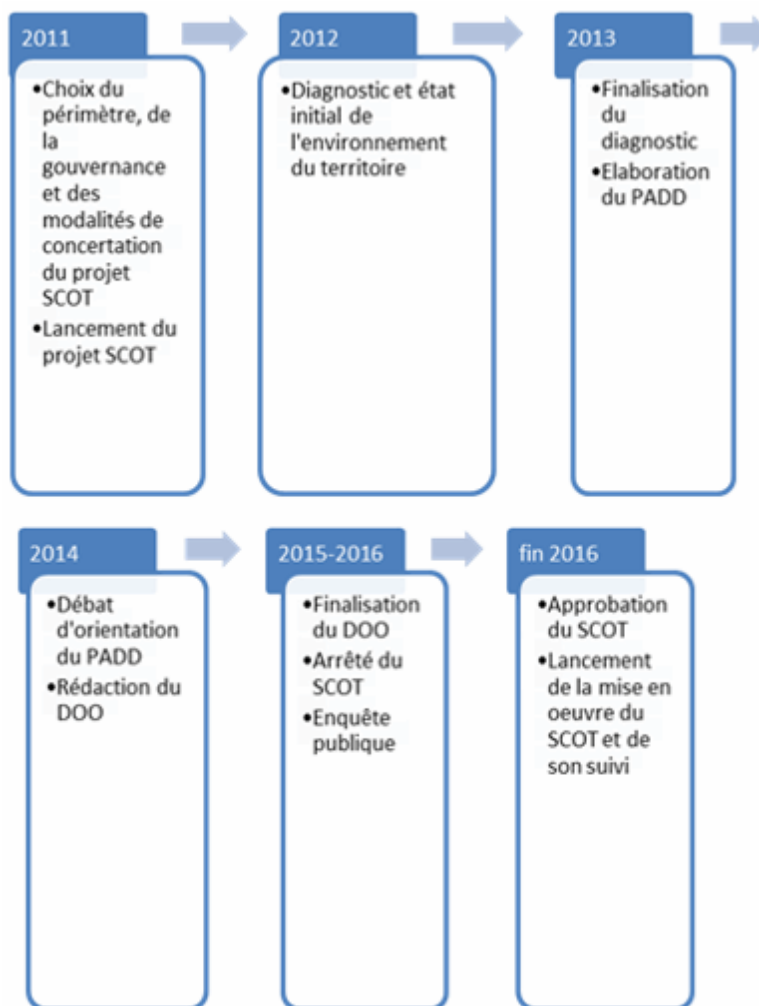 2011
•Choix du
périmètre, de
la
gouvernance
et des
modalités de
concertation
du projet
SCOT
•Lancement du
projet SCOT
2012
•Diagnostic et état
initial de
l'environnement
du territoire
2013
•Finalisation
du
diagnostic
•Elaboration
du PADD
2014
•Débat
d'orientation
du PADD
•Rédaction du
DOO
2015-2016
•Finalisation
du DOO
•Arrêté du
SCOT
•Enquête
publique
fin 2016
•Approbation
du SCOT
•Lancement
de la mise en
oeuvre du
SCOT et de
son suivi